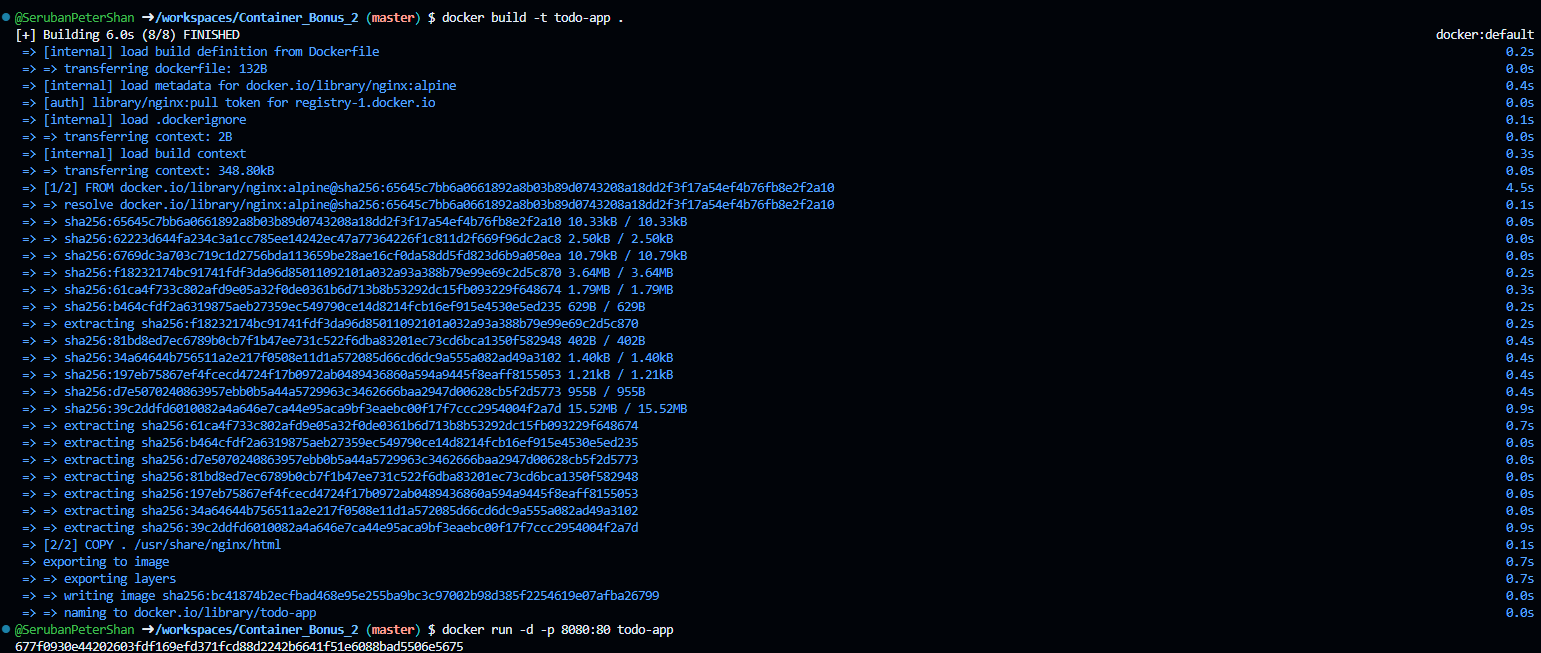 @SerubanPeterShan ➜/workspaces/Container_Bonus_2 (master) $ docker build -t todo-app .
[+] Building 6.0s (8/8) FINISHED docker:default
=> [internal] load build definition from Dockerfile 0.2s
=> => transferring dockerfile: 132B 0.0s
=> [internal] load metadata for docker.io/library/nginx:alpine 0.4s
=> [auth] library/nginx:pull token for registry-1.docker.io 0.0s
=> [internal] load .dockerignore 0.1s
=> => transferring context: 2B 0.0s
=> [internal] load build context 0.3s
=> => transferring context: 348.80kB 0.0s
=> [1/2] FROM docker.io/library/nginx:alpine@sha256:65645c7bb6a0661892a8b03b89d0743208a18dd2f3f17a54ef4b76fb8e2f2a10 4.5s
=> => resolve docker.io/library/nginx:alpine@sha256:65645c7bb6a0661892a8b03b89d0743208a18dd2f3f17a54ef4b76fb8e2f2a10 0.1s
=> => sha256:65645c7bb6a0661892a8b03b89d0743208a18dd2f3f17a54ef4b76fb8e2f2a10 10.33kB / 10.33kB 0.0s
=> => sha256:62223d644fa234c3a1cc785ee14242ec47a77364226f1c811d2f669f96dc2ac8 2.50kB / 2.50kB 0.0s
=> => sha256:6769dc3a703c719c1d2756bda113659be28ae16cf0da58dd5fd823d6b9a050ea 10.79kB / 10.79kB 0.0s
=> => sha256:f18232174bc91741fdf3da96d85011092101a032a93a388b79e99e69c2d5c870 3.64MB / 3.64MB 0.2s
=> => sha256:61ca4f733c802afd9e05a32f0de0361b6d713b8b53292dc15fb093229f648674 1.79MB / 1.79MB 0.3s
=> => sha256:b464cfdf2a6319875aeb27359ec549790ce14d8214fcb16ef915e4530e5ed235 629B / 629B 0.2s
=> => extracting sha256:f18232174bc91741fdf3da96d85011092101a032a93a388b79e99e69c2d5c870 0.2s
=> => sha256:81bd8ed7ec6789b0cb7f1b47ee731c522f6dba83201ec73cd6bca1350f582948 402B / 402B 0.4s
=> => sha256:34a64644b756511a2e217f0508e11d1a572085d66cd6dc9a555a082ad49a3102 1.40kB / 1.40kB 0.4s
=> => sha256:197eb75867ef4fcecd4724f17b0972ab0489436860a594a9445f8eaff8155053 1.21kB / 1.21kB 0.4s
=> => sha256:d7e5070240863957ebb0b5a44a5729963c3462666baa2947d00628cb5f2d5773 955B / 955B 0.4s
=> => sha256:39c2ddfd6010082a4a646e7ca44e95aca9bf3eaebc00f17f7ccc2954004f2a7d 15.52MB / 15.52MB 0.9s
=> => extracting sha256:61ca4f733c802afd9e05a32f0de0361b6d713b8b53292dc15fb093229f648674 0.7s
=> => extracting sha256:b464cfdf2a6319875aeb27359ec549790ce14d8214fcb16ef915e4530e5ed235 0.0s
=> => extracting sha256:d7e5070240863957ebb0b5a44a5729963c3462666baa2947d00628cb5f2d5773 0.0s
=> => extracting sha256:81bd8ed7ec6789b0cb7f1b47ee731c522f6dba83201ec73cd6bca1350f582948 0.0s
=> => extracting sha256:197eb75867ef4fcecd4724f17b0972ab0489436860a594a9445f8eaff8155053 0.0s
=> => extracting sha256:34a64644b756511a2e217f0508e11d1a572085d66cd6dc9a555a082ad49a3102 0.0s
=> => extracting sha256:39c2ddfd6010082a4a646e7ca44e95aca9bf3eaebc00f17f7ccc2954004f2a7d 0.9s
=> [2/2] COPY . /usr/share/nginx/html 0.1s
=> exporting to image 0.7s
=> => exporting layers 0.7s
=> => writing image sha256:bc41874b2ecfbad468e95e255ba9bc3c97002b98d385f2254619e07afba26799 0.0s
=> => naming to docker.io/library/todo-app 0.0s
@SerubanPeterShan ➜/workspaces/Container_Bonus_2 (master) $ docker run -d -p 8080:80 todo-app
677f0930e44202603fdf169efd371fcd88d2242b6641f51e6088bad5506e5675